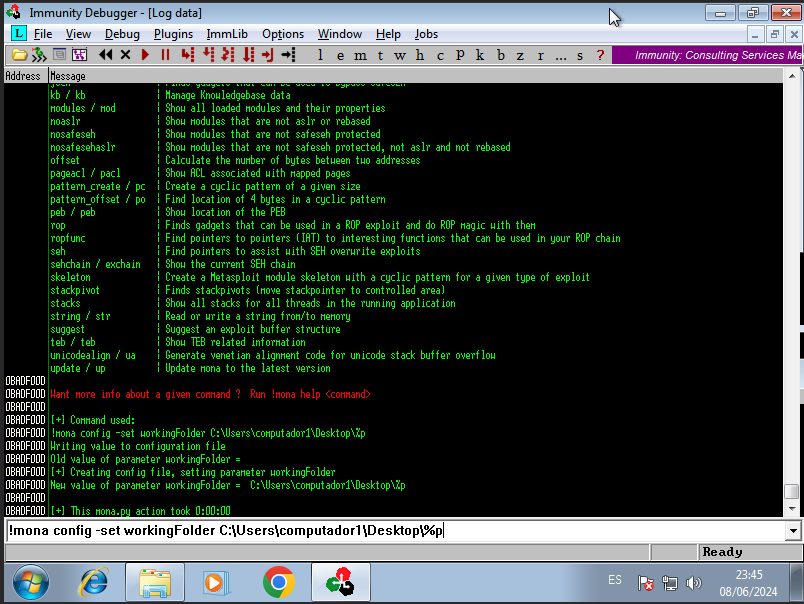 Immunity Debugger - [Log data]
File View Debug Plugins ImmLib Options Window Help Jobs
l e m t w h c p k b z r ... s ? Immunity: Consulting Services Ma
Address Message
kb / kb | Manage Knowledgebase data
modules / mod | Show all loaded modules and their properties
noaslr | Show modules that are not aslr or rebased
nosafeseh | Show modules that are not safeseh protected
nosafesehaslr | Show modules that are not safeseh protected, not aslr and not rebased
offset | Calculate the number of bytes between two addresses
pageacl / pacl | Show ACL associated with mapped pages
pattern_create / pc | Create a cyclic pattern of a given size
pattern_offset / po | Find location of 4 bytes in a cyclic pattern
peb / peb | Show location of the PEB
rop | Finds gadgets that can be used in a ROP exploit and do ROP magic with them
ropfunc | Find pointers to pointers (IAT) to interesting functions that can be used in your ROP chain
seh | Find pointers to assist with SEH overwrite exploits
sehchain / exchain | Show the current SEH chain
skeleton | Create a Metasploit module skeleton with a cyclic pattern for a given type of exploit
stackpivot | Finds stackpivots (move stackpointer to controlled area)
stacks | Show all stacks for all threads in the running application
string / str | Read or write a string from/to memory
suggest | Suggest an exploit buffer structure
teb / teb | Show TEB related information
unicodealign / ua | Generate venetian alignment code for unicode stack buffer overflow
update / up | Update mona to the latest version
0BADF00D
0BADF00D Want more info about a given command ? Run !mona help <command>
0BADF00D
0BADF00D [+] Command used:
0BADF00D !mona config -set workingFolder C:\Users\computador1\Desktop\%p
0BADF00D Writing value to configuration file
0BADF00D Old value of parameter workingFolder =
0BADF00D [+] Creating config file, setting parameter workingFolder
0BADF00D New value of parameter workingFolder = C:\Users\computador1\Desktop\%p
0BADF00D
0BADF00D [+] This mona.py action took 0:00:00
!mona config -set workingFolder C:\Users\computador1\Desktop\%p
Ready
ES
23:45
08/06/2024